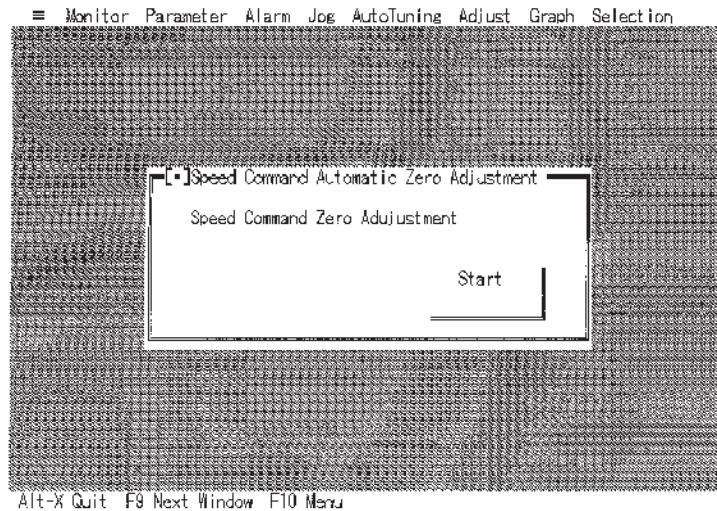 ≡ Monitor Parameter Alarm Jog AutoTuning Adjust Graph Selection
[▪]Speed Command Automatic Zero Adjustment
Speed Command Zero Adujustment
Start
Alt-X Quit F9 Next Window F10 Menu